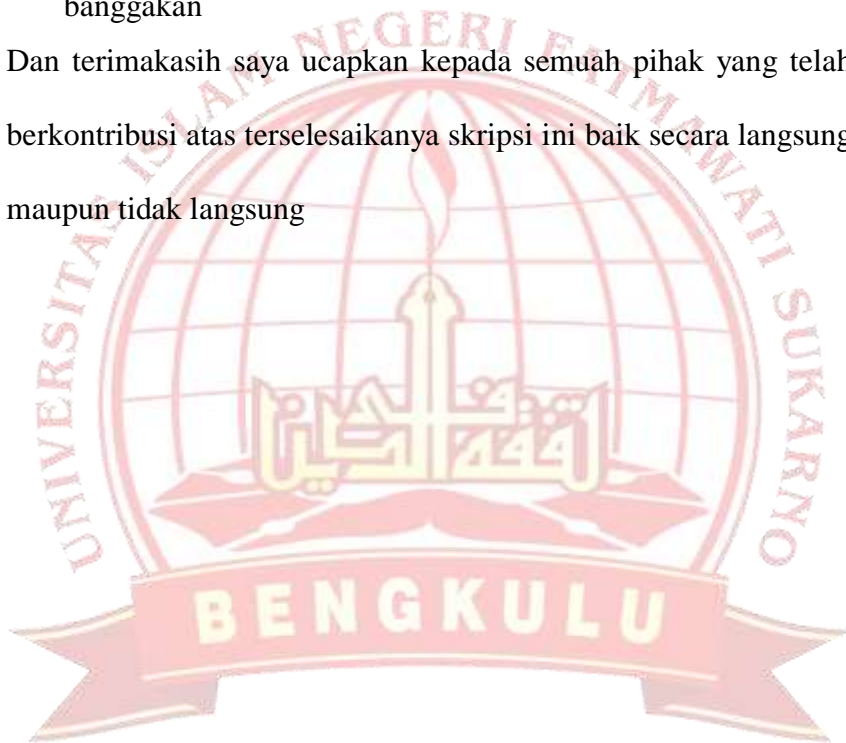 banggakan
Dan terimakasih saya ucapkan kepada semuah pihak yang telah
berkontribusi atas terselesaikanya skripsi ini baik secara langsung
maupun tidak langsung
UNIVERSITAS ISLAM NEGERI FATMAWATI SUKARNO
BENGKULU